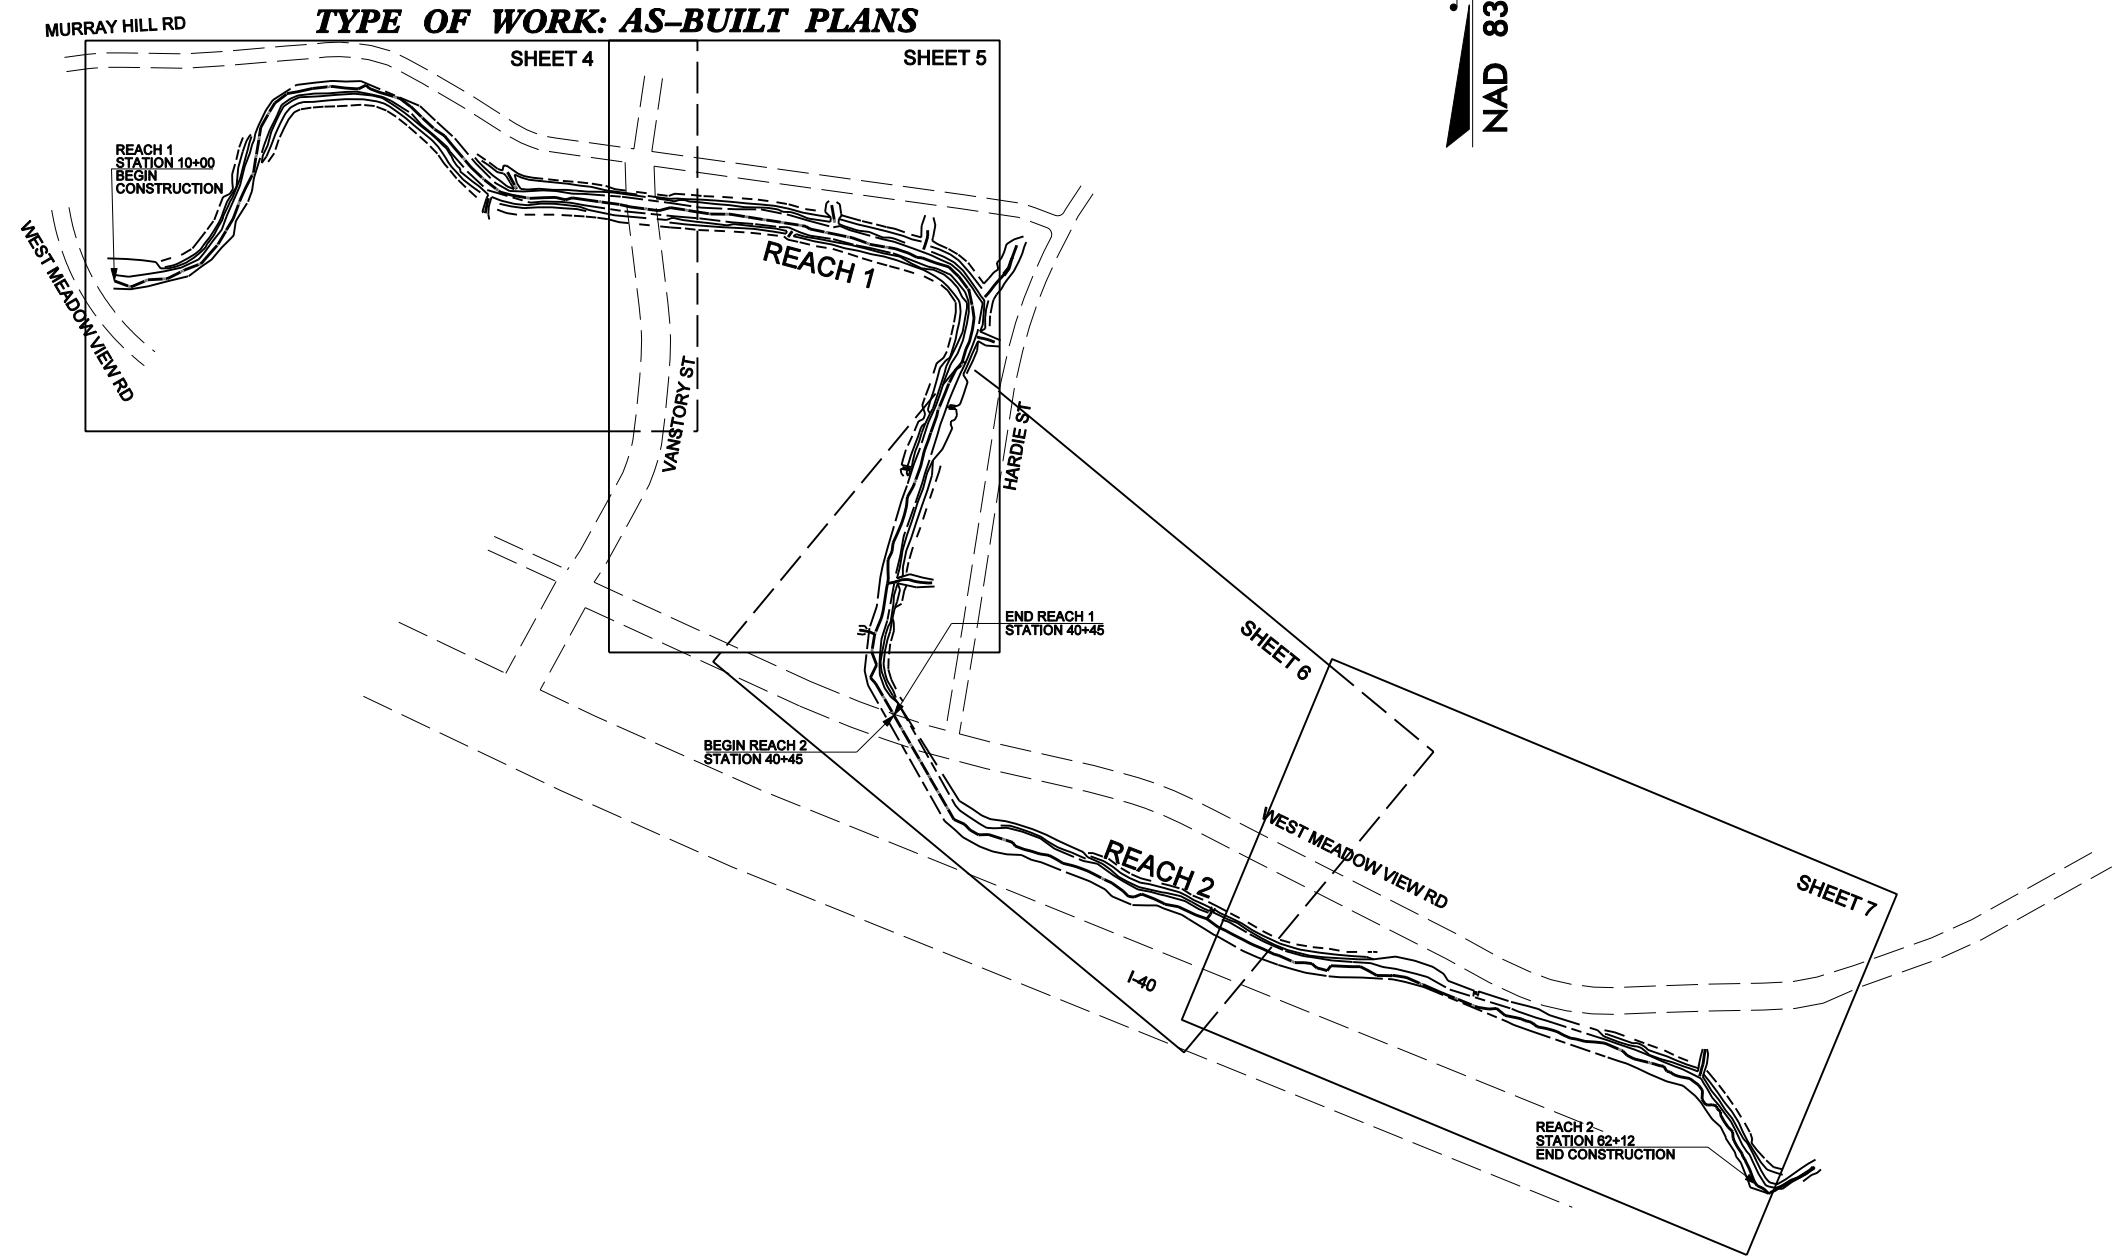 TYPE OF WORK: AS-BUILT PLANS
MURRAY HILL RD
SHEET 4
SHEET 5
NAD 83
REACH 1
STATION 10+00
BEGIN
CONSTRUCTION
WEST MEADOW VIEW RD
REACH 1
VANSTORY ST
HARDIE ST
END REACH 1
STATION 40+45
SHEET 6
BEGIN REACH 2
STATION 40+45
REACH 2
WEST MEADOW VIEW RD
SHEET 7
I-40
REACH 2
STATION 62+12
END CONSTRUCTION